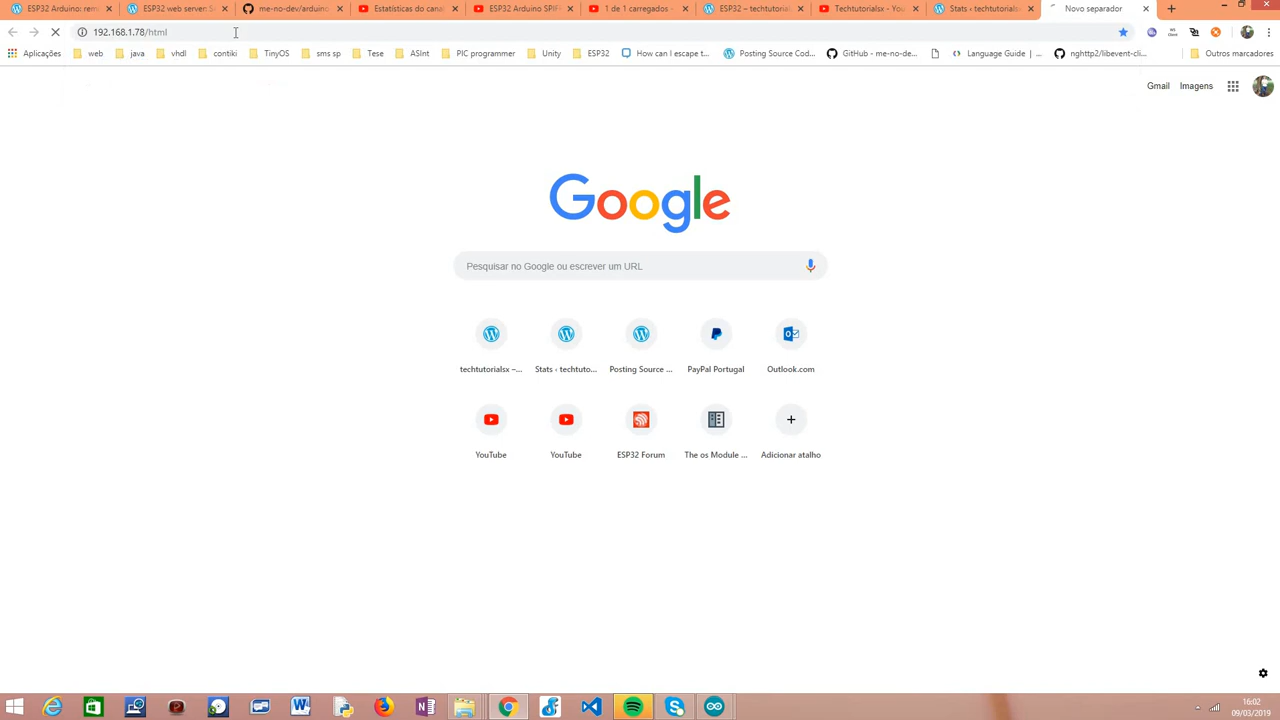 ESP32 Arduino: rem
ESP32 web server: S
me-no-dev/arduino
Estatísticas do canal
ESP32 Arduino SPIFF
1 de 1 carregados –
ESP32 – techtutorial
Techtutorialsx - You
Stats ‹ techtutorials
Novo separador
192.168.1.78/html
Aplicações
web
java
vhdl
contiki
TinyOS
sms sp
Tese
ASInt
PIC programmer
Unity
ESP32
How can I escape t...
Posting Source Cod...
GitHub - me-no-de...
Language Guide | ...
nghttp2/libevent-cli...
Outros marcadores
Gmail
Imagens
Google
Pesquisar no Google ou escrever um URL
techtutorialsx –...
Stats ‹ techtuto...
Posting Source ...
PayPal Portugal
Outlook.com
YouTube
YouTube
ESP32 Forum
The os Module ...
Adicionar atalho
16:02
09/03/2019